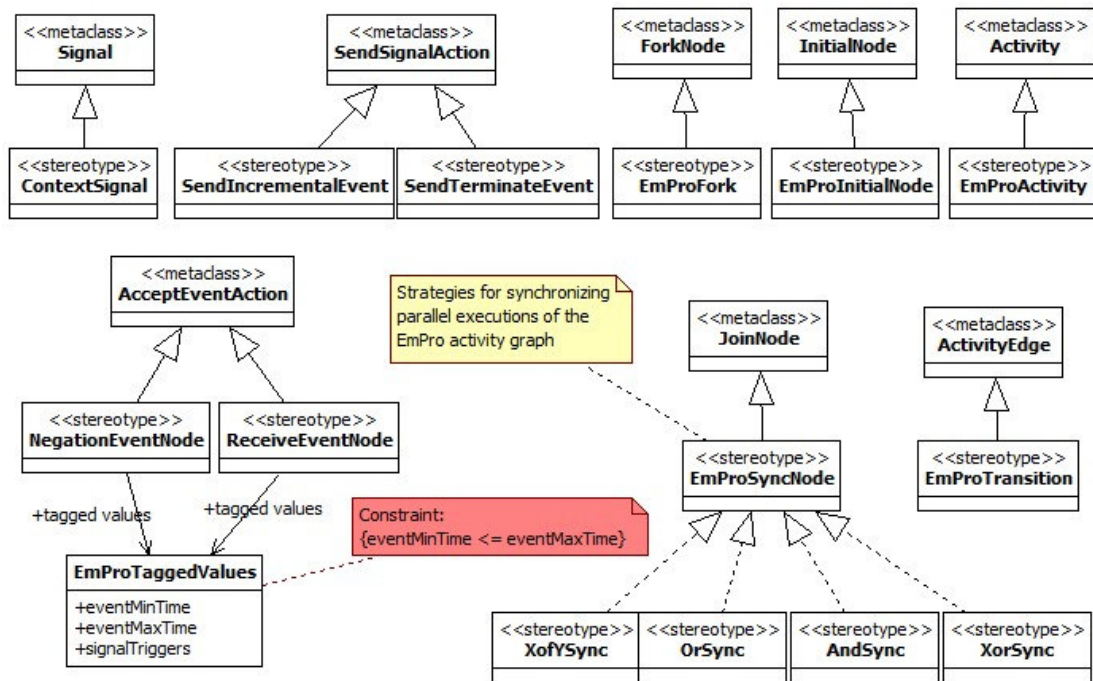 <<metaclass>>
Signal
<<metaclass>>
SendSignalAction
<<metaclass>>
ForkNode
<<metaclass>>
InitialNode
<<metaclass>>
Activity
<<stereotype>>
ContextSignal
<<stereotype>>
SendIncrementalEvent
<<stereotype>>
SendTerminateEvent
<<stereotype>>
EmProFork
<<stereotype>>
EmProInitialNode
<<stereotype>>
EmProActivity
<<metaclass>>
AcceptEventAction
Strategies for synchronizing
parallel executions of the
EmPro activity graph
<<metaclass>>
JoinNode
<<metaclass>>
ActivityEdge
<<stereotype>>
NegationEventNode
<<stereotype>>
ReceiveEventNode
<<stereotype>>
EmProSyncNode
<<stereotype>>
EmProTransition
+tagged values
+tagged values
Constraint:
{eventMinTime <= eventMaxTime}
EmProTaggedValues
+eventMinTime
+eventMaxTime
+signalTriggers
<<stereotype>>
XofYSync
<<stereotype>>
OrSync
<<stereotype>>
AndSync
<<stereotype>>
XorSync